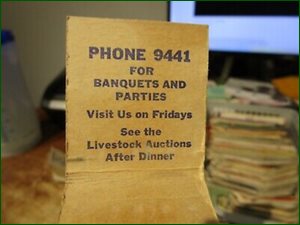 PHONE 9441
FOR
BANQUETS AND
PARTIES
Visit Us on Fridays
See the
Livestock Auctions
After Dinner